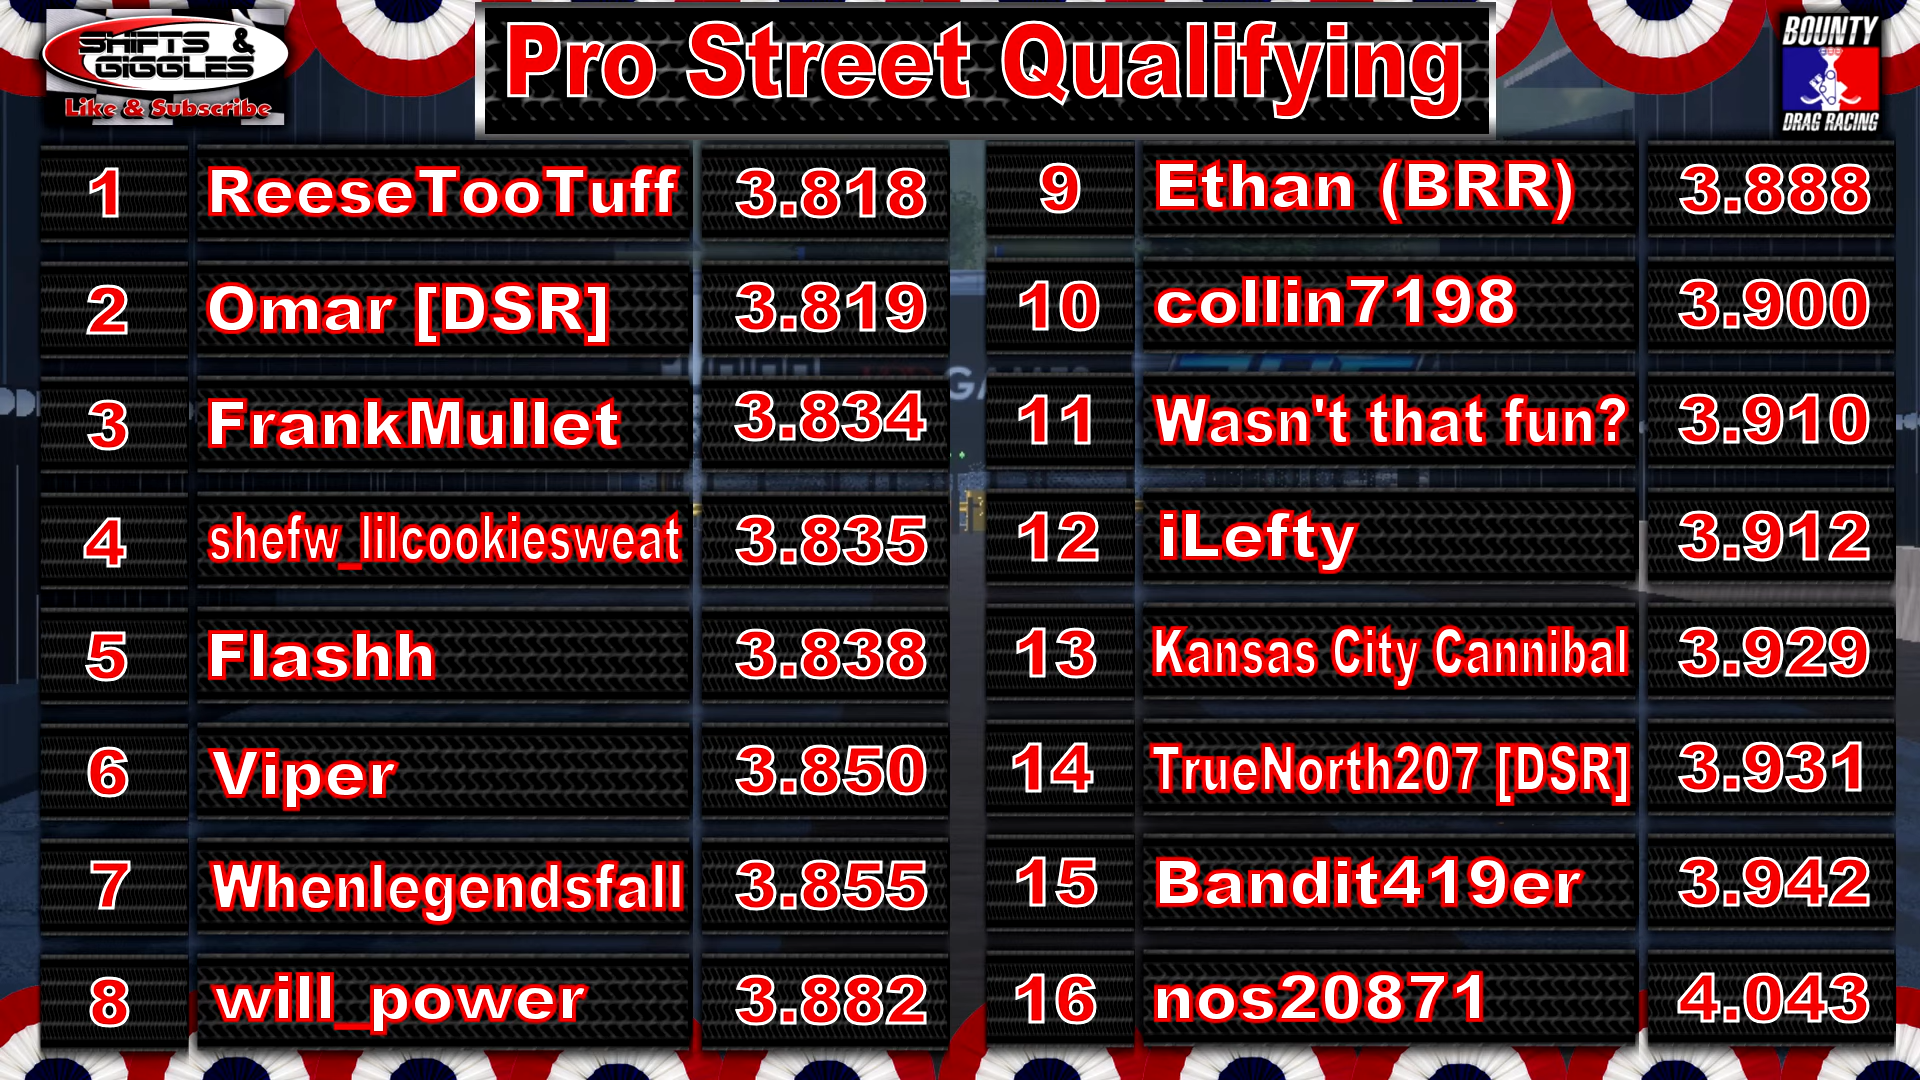 SHIFTS &
GIGGLES
Like & Subscribe
Pro Street Qualifying
BOUNTY
DRAG RACING
1 ReeseTooTuff 3.818
2 Omar [DSR] 3.819
3 FrankMullet 3.834
4 shefw_lilcookiesweat 3.835
5 Flashh 3.838
6 Viper 3.850
7 Whenlegendsfall 3.855
8 will_power 3.882
9 Ethan (BRR) 3.888
10 collin7198 3.900
11 Wasn't that fun? 3.910
12 iLefty 3.912
13 Kansas City Cannibal 3.929
14 TrueNorth207 [DSR] 3.931
15 Bandit419er 3.942
16 nos20871 4.043